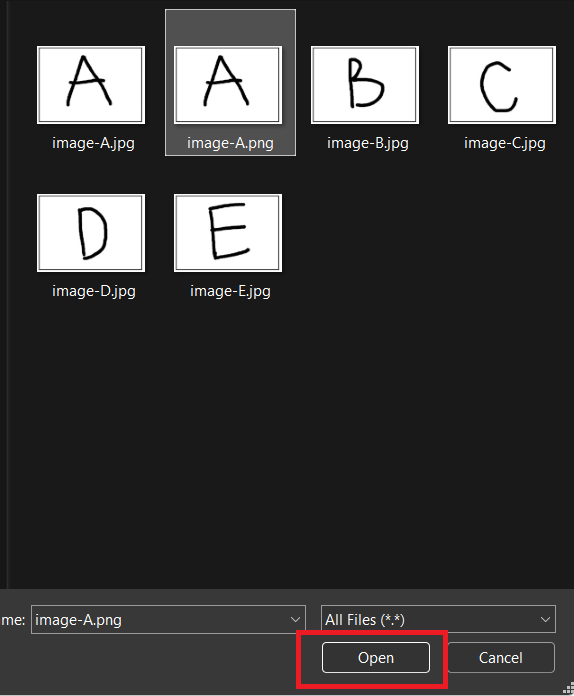 A A B C
image-A.jpg image-A.png image-B.jpg image-C.jpg
D E
image-D.jpg image-E.jpg
me: image-A.png All Files (*.*)
Open Cancel